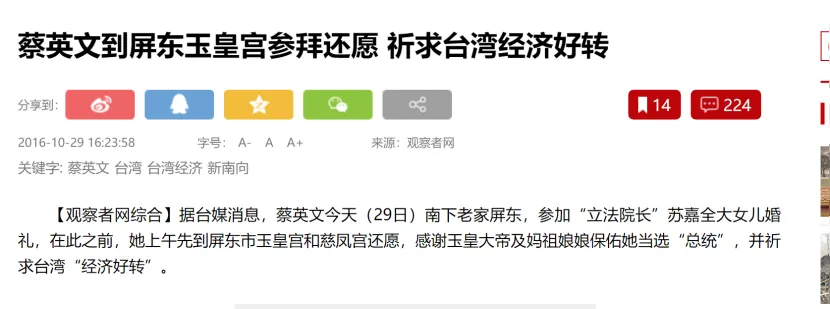 蔡英文到屏东玉皇宫参拜还愿 祈求台湾经济好转
分享到:
14
224
2016-10-29 16:23:58
字号: A- A A+
来源: 观察者网
关键字: 蔡英文 台湾 台湾经济 新南向
【观察者网综合】据台媒消息，蔡英文今天（29日）南下老家屏东，参加“立法院长”苏嘉全大女儿婚
礼，在此之前，她上午先到屏东市玉皇宫和慈凤宫还愿，感谢玉皇大帝及妈祖娘娘保佑她当选“总统”，并祈
求台湾“经济好转”。